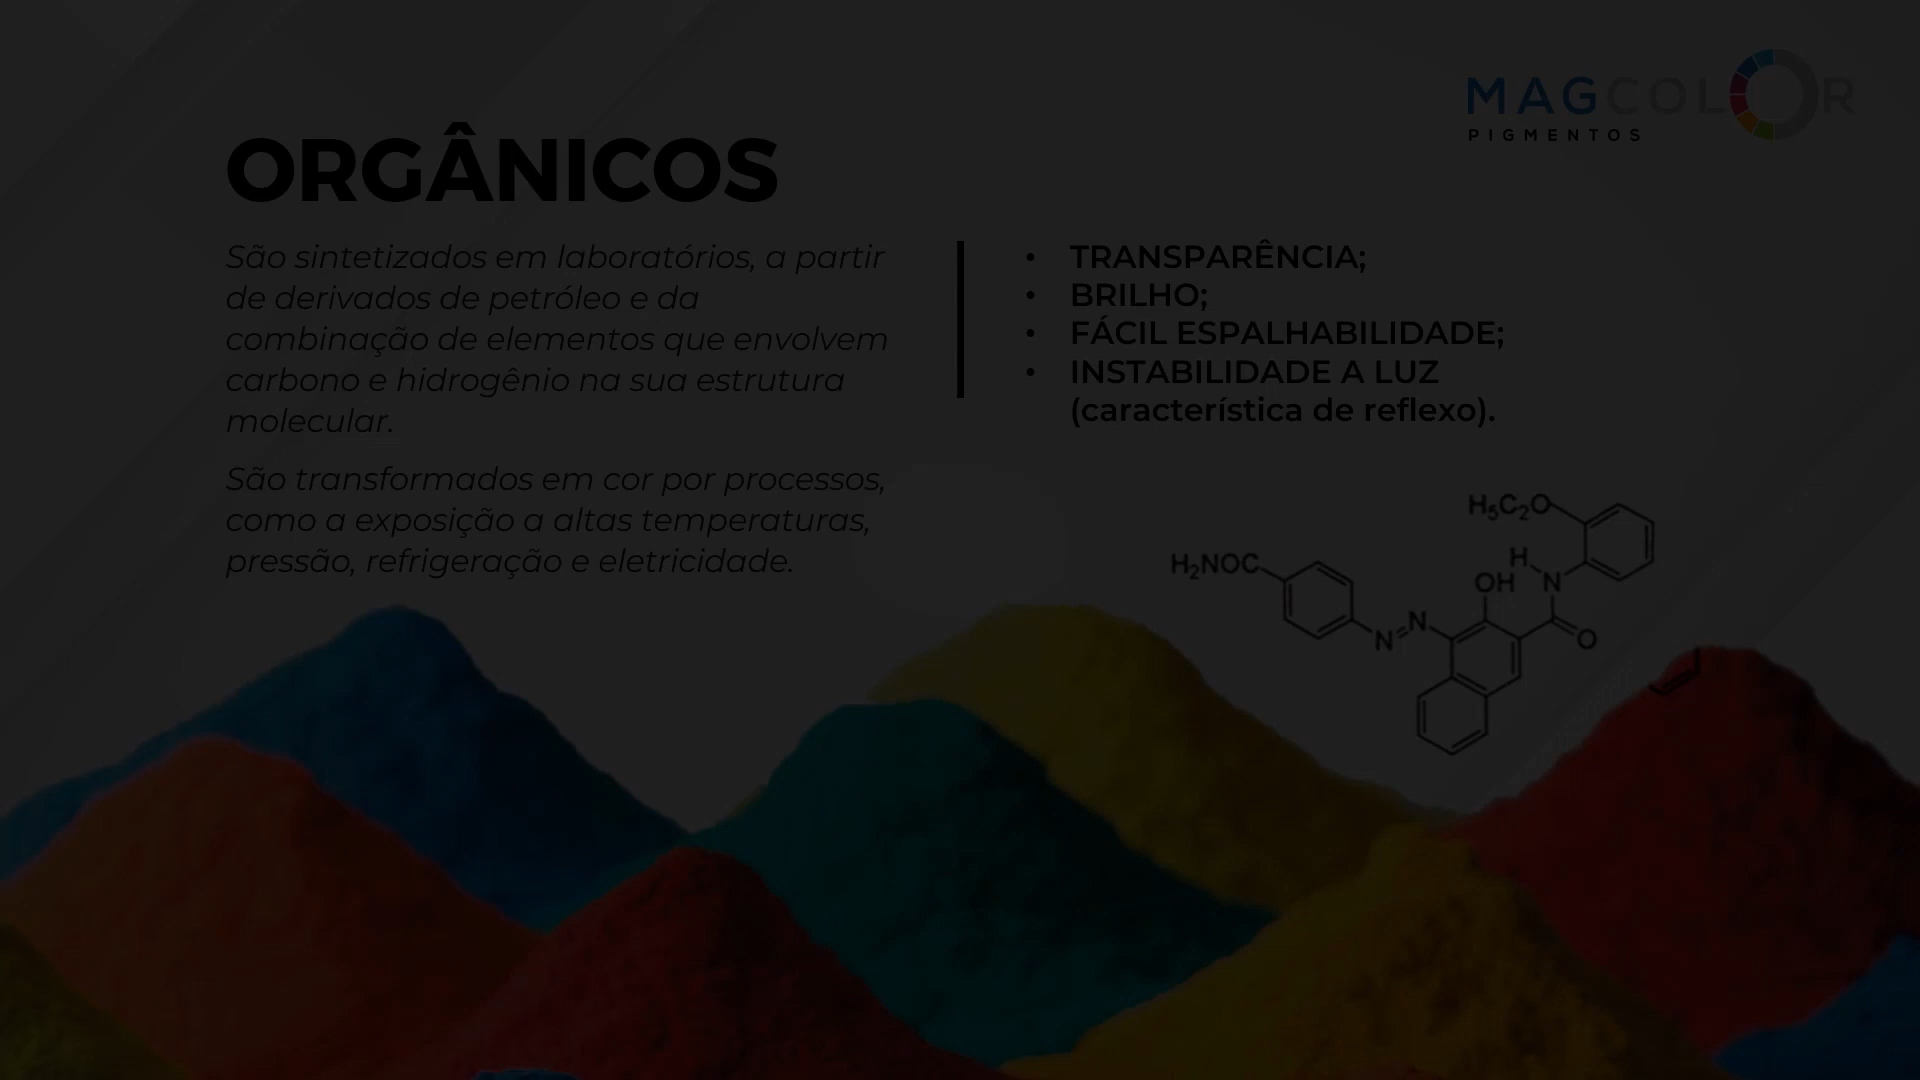 MAGCOLOR
PIGMENTOS
ORGÂNICOS
São sintetizados em laboratórios, a partir
de derivados de petróleo e da
combinação de elementos que envolvem
carbono e hidrogênio na sua estrutura
molecular.
São transformados em cor por processos,
como a exposição a altas temperaturas,
pressão, refrigeração e eletricidade.
• TRANSPARÊNCIA;
• BRILHO;
• FÁCIL ESPALHABILIDADE;
• INSTABILIDADE A LUZ
(característica de reflexo).
H₅C₂O
H
H₂NOC
OH
N
N
N
O